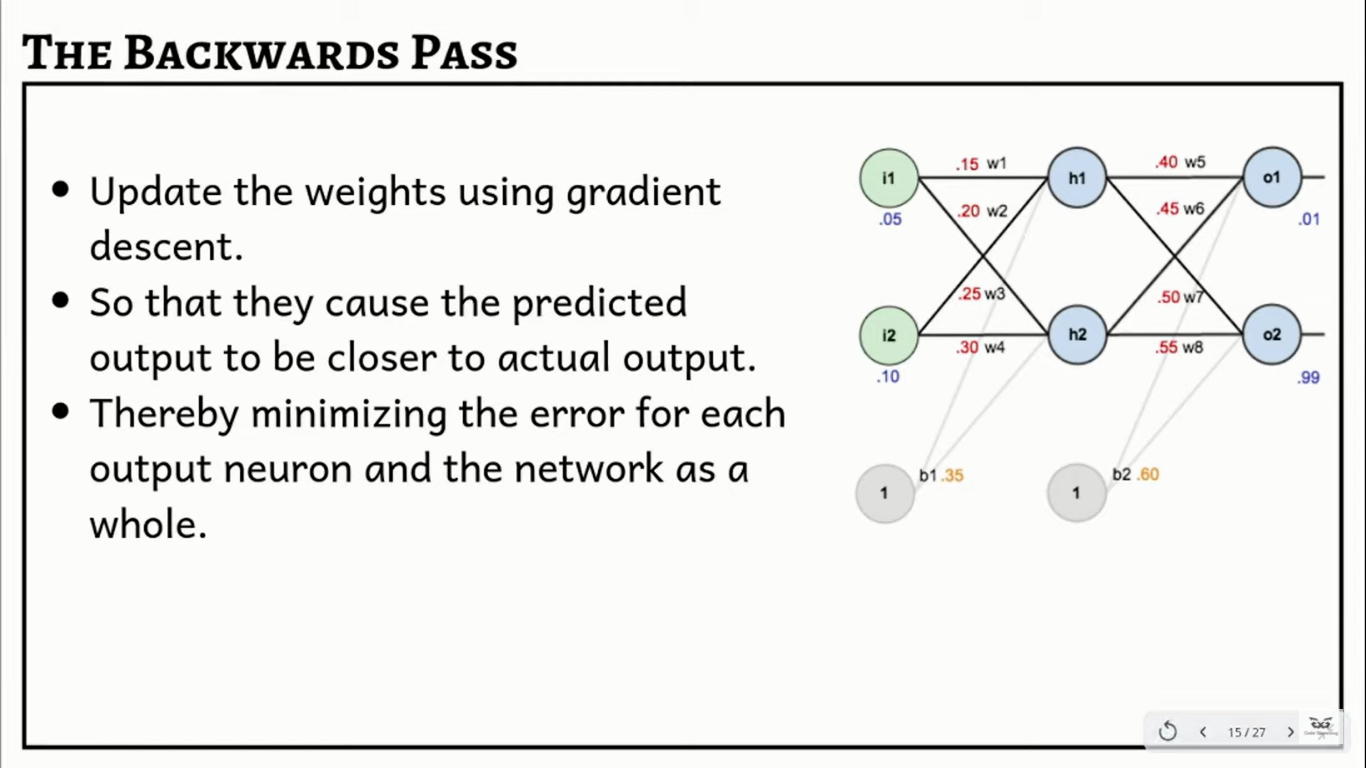 The Backwards Pass
• Update the weights using gradient
descent.
• So that they cause the predicted
output to be closer to actual output.
• Thereby minimizing the error for each
output neuron and the network as a
whole.
i1 .15 w1 h1 .40 w5 o1
.05 .20 w2 .45 w6 .01
.25 w3 .50 w7
i2 .30 w4 h2 .55 w8 o2
.10 .99
1 b1 .35 1 b2 .60
15 / 27